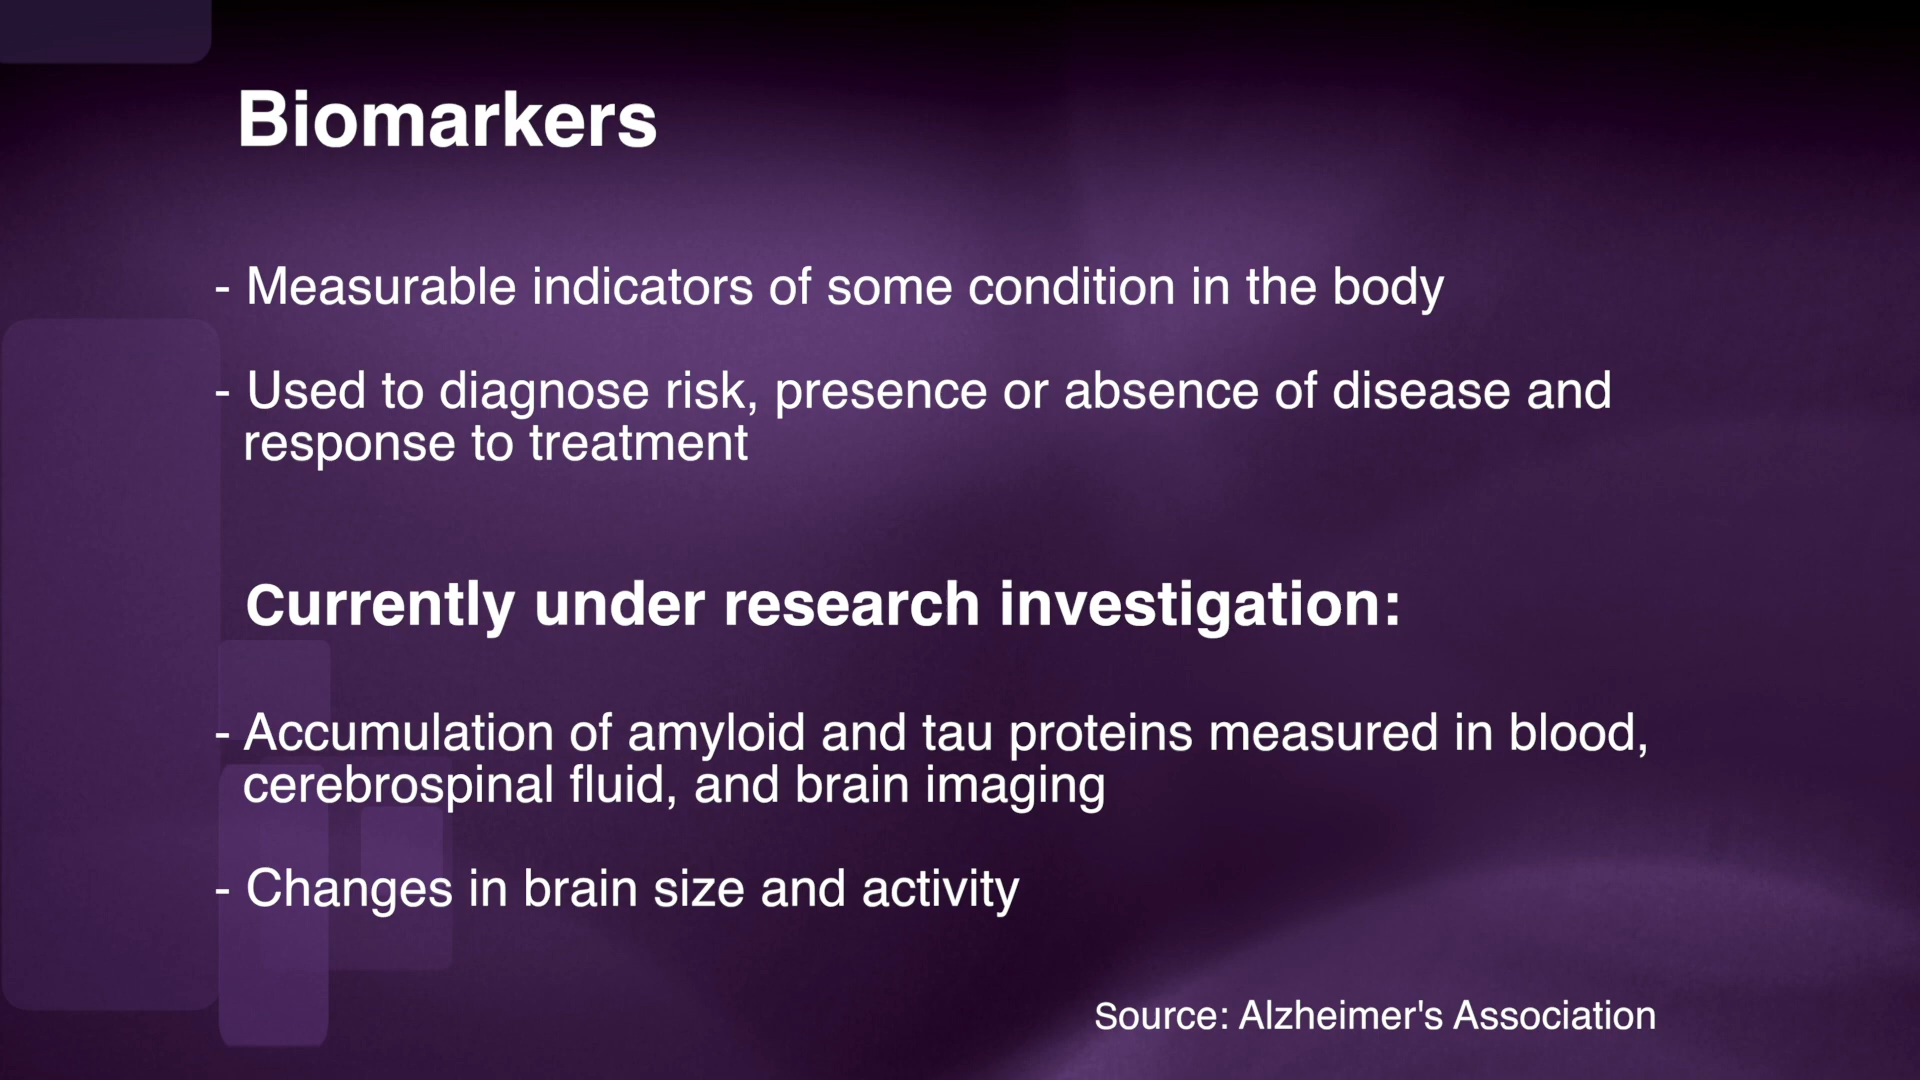 Biomarkers
- Measurable indicators of some condition in the body
- Used to diagnose risk, presence or absence of disease and
response to treatment
Currently under research investigation:
- Accumulation of amyloid and tau proteins measured in blood,
cerebrospinal fluid, and brain imaging
- Changes in brain size and activity
Source: Alzheimer's Association